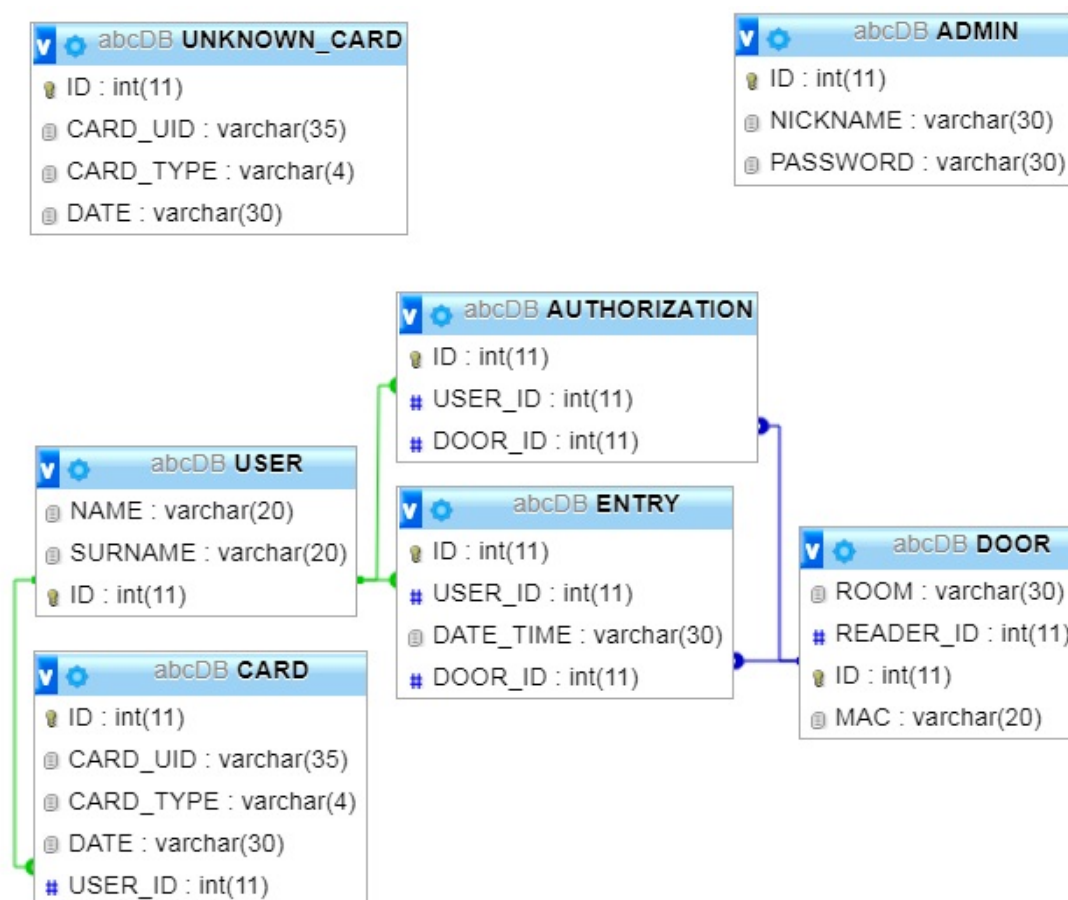 abcDB UNKNOWN_CARD
ID : int(11)
CARD_UID : varchar(35)
CARD_TYPE : varchar(4)
DATE : varchar(30)
abcDB ADMIN
ID : int(11)
NICKNAME : varchar(30)
PASSWORD : varchar(30)
abcDB AUTHORIZATION
ID : int(11)
# USER_ID : int(11)
# DOOR_ID : int(11)
abcDB USER
NAME : varchar(20)
SURNAME : varchar(20)
ID : int(11)
abcDB ENTRY
ID : int(11)
# USER_ID : int(11)
DATE_TIME : varchar(30)
# DOOR_ID : int(11)
abcDB DOOR
ROOM : varchar(30)
# READER_ID : int(11)
ID : int(11)
MAC : varchar(20)
abcDB CARD
ID : int(11)
CARD_UID : varchar(35)
CARD_TYPE : varchar(4)
DATE : varchar(30)
# USER_ID : int(11)